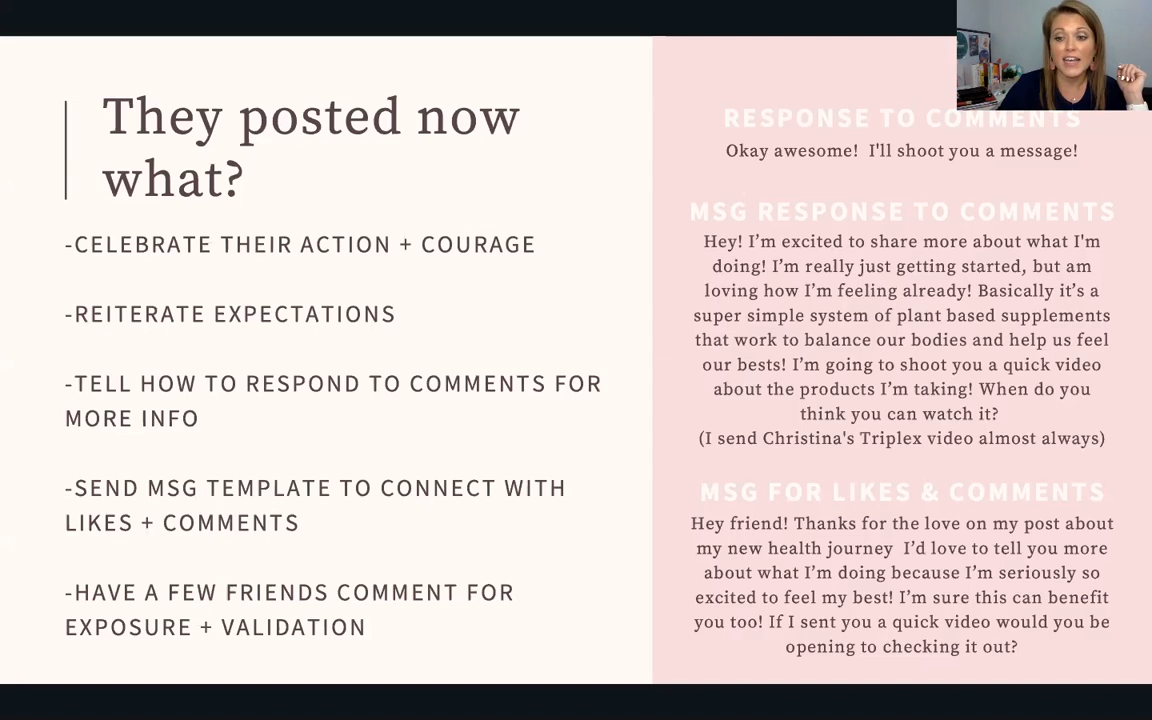 They posted now
what?
-CELEBRATE THEIR ACTION + COURAGE
-REITERATE EXPECTATIONS
-TELL HOW TO RESPOND TO COMMENTS FOR
MORE INFO
-SEND MSG TEMPLATE TO CONNECT WITH
LIKES + COMMENTS
-HAVE A FEW FRIENDS COMMENT FOR
EXPOSURE + VALIDATION
RESPONSE TO COMMENTS
Okay awesome! I'll shoot you a message!
MSG RESPONSE TO COMMENTS
Hey! I’m excited to share more about what I'm
doing! I’m really just getting started, but am
loving how I’m feeling already! Basically it’s a
super simple system of plant based supplements
that work to balance our bodies and help us feel
our bests! I’m going to shoot you a quick video
about the products I’m taking! When do you
think you can watch it?
(I send Christina's Triplex video almost always)
MSG FOR LIKES & COMMENTS
Hey friend! Thanks for the love on my post about
my new health journey I’d love to tell you more
about what I’m doing because I’m seriously so
excited to feel my best! I’m sure this can benefit
you too! If I sent you a quick video would you be
opening to checking it out?